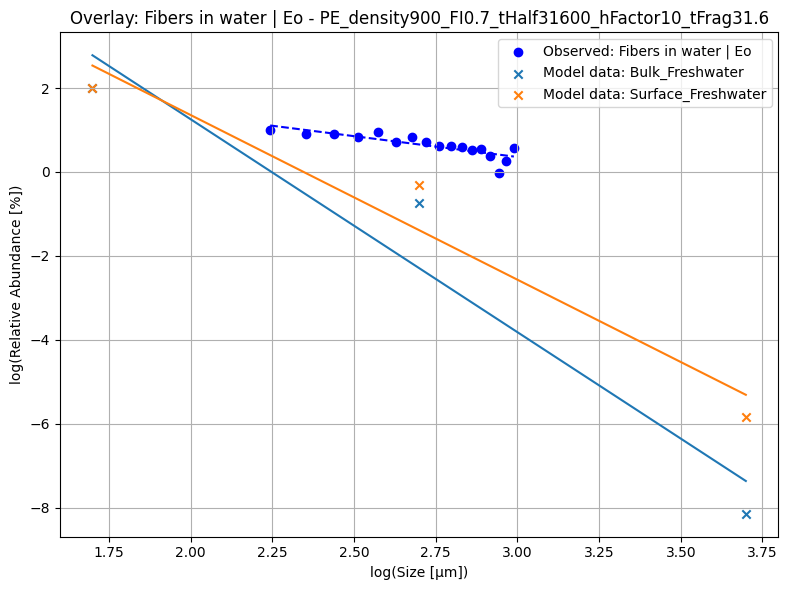 Overlay: Fibers in water | Eo - PE_density900_FI0.7_tHalf31600_hFactor10_tFrag31.6
Observed: Fibers in water | Eo
Model data: Bulk_Freshwater
Model data: Surface_Freshwater
log(Relative Abundance [%])
2
0
−2
−4
−6
−8
1.75
2.00
2.25
2.50
2.75
3.00
3.25
3.50
3.75
log(Size [μm])